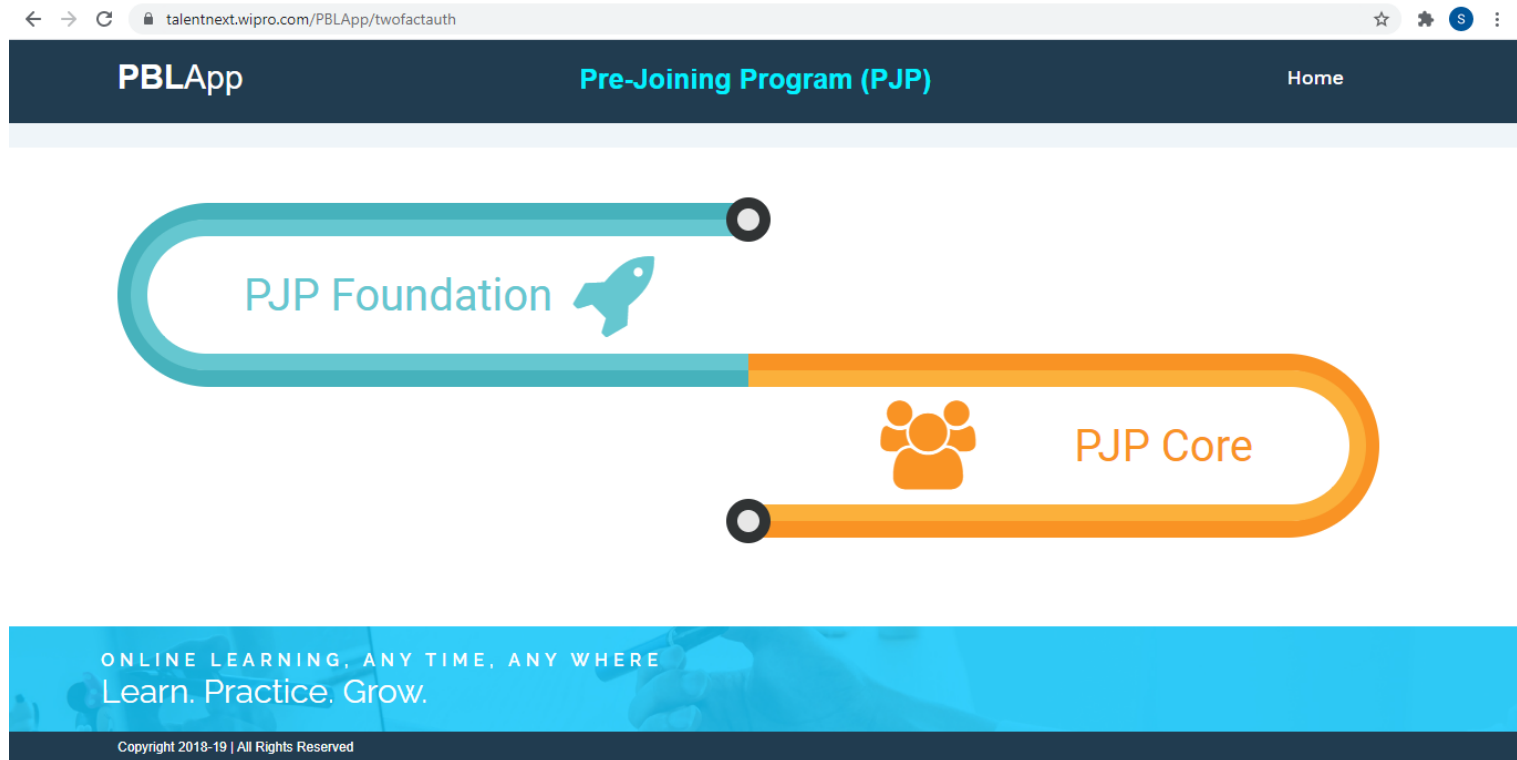 talentnext.wipro.com/PBLApp/twofactauth
S
PBLApp
Pre-Joining Program (PJP)
Home
PJP Foundation
PJP Core
ONLINE LEARNING, ANY TIME, ANY WHERE
Learn. Practice. Grow.
Copyright 2018-19 | All Rights Reserved